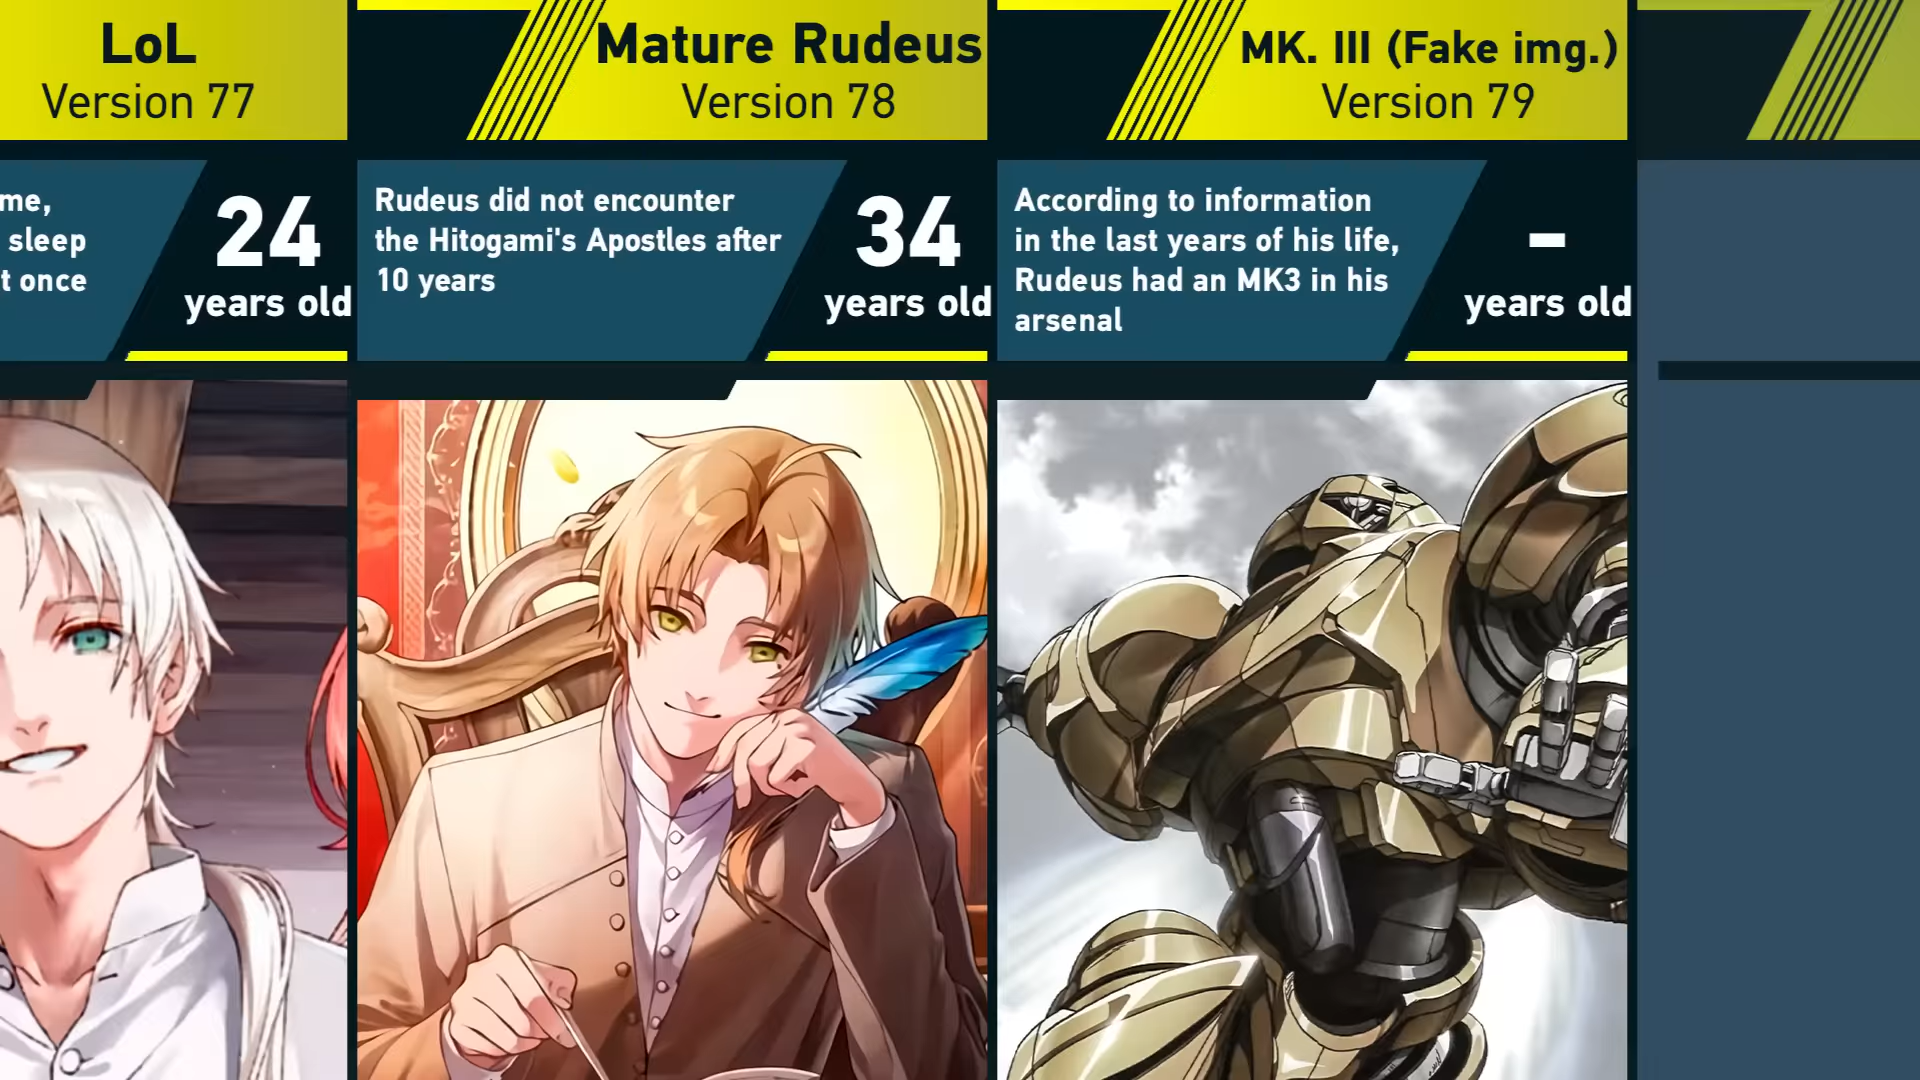 LoL
Version 77
me,
sleep
t once
24
years old
Mature Rudeus
Version 78
Rudeus did not encounter
the Hitogami's Apostles after
10 years
34
years old
MK. III (Fake img.)
Version 79
According to information
in the last years of his life,
Rudeus had an MK3 in his
arsenal
-
years old